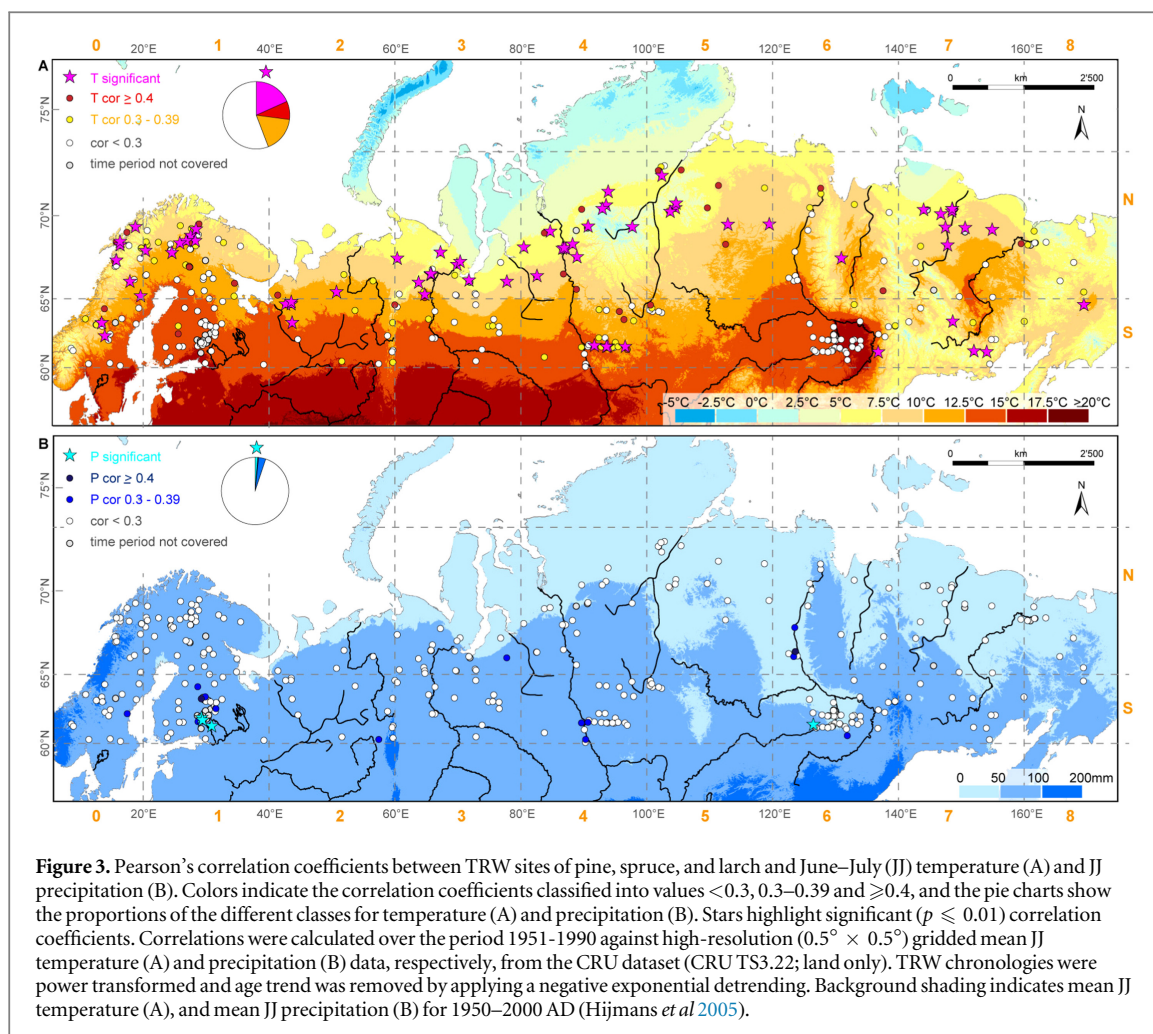 0 1 2 3 4 5 6 7 8
20°E 40°E 60°E 80°E 100°E 120°E 140°E 160°E
A
T significant
T cor ≥ 0.4
T cor 0.3 - 0.39
cor < 0.3
time period not covered
0 km 2'500
N
75°N
70°N
65°N
60°N
N
S
-5°C -2.5°C 0°C 2.5°C 5°C 7.5°C 10°C 12.5°C 15°C 17.5°C >20°C
B
P significant
P cor ≥ 0.4
P cor 0.3 - 0.39
cor < 0.3
time period not covered
0 km 2'500
N
75°N
70°N
65°N
60°N
N
S
0 50 100 200mm
20°E 40°E 60°E 80°E 100°E 120°E 140°E 160°E
0 1 2 3 4 5 6 7 8
Figure 3. Pearson's correlation coefficients between TRW sites of pine, spruce, and larch and June–July (JJ) temperature (A) and JJ
precipitation (B). Colors indicate the correlation coefficients classified into values <0.3, 0.3–0.39 and ≥0.4, and the pie charts show
the proportions of the different classes for temperature (A) and precipitation (B). Stars highlight significant (p ≤ 0.01) correlation
coefficients. Correlations were calculated over the period 1951-1990 against high-resolution (0.5° × 0.5°) gridded mean JJ
temperature (A) and precipitation (B) data, respectively, from the CRU dataset (CRU TS3.22; land only). TRW chronologies were
power transformed and age trend was removed by applying a negative exponential detrending. Background shading indicates mean JJ
temperature (A), and mean JJ precipitation (B) for 1950–2000 AD (Hijmans et al 2005).